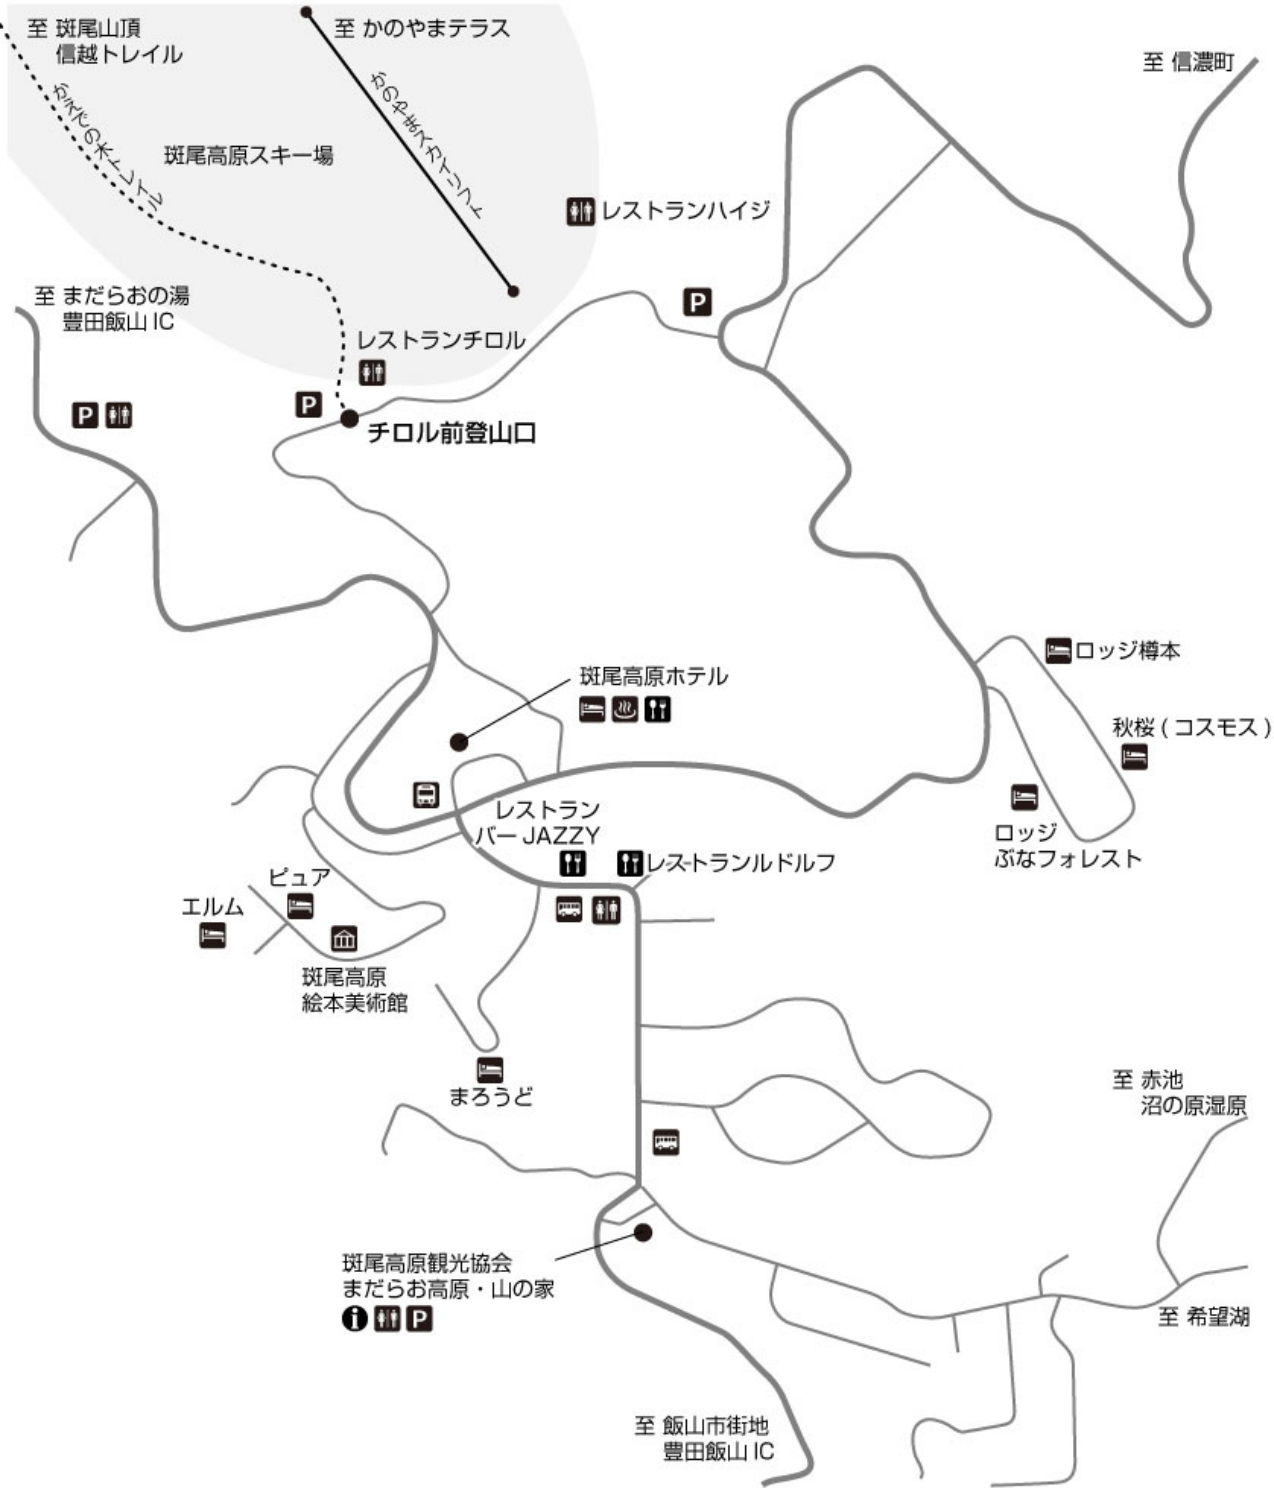 至 斑尾山頂
信越トレイル
至 かのやまテラス
至 信濃町
かえでの木トレイル
かのやまスカイリフト
斑尾高原スキー場
レストランハイジ
至 まだらおの湯
豊田飯山 IC
P
レストランチロル
P
P
チロル前登山口
斑尾高原ホテル
ロッジ樽本
秋桜 ( コスモス )
レストラン
バー JAZZY
ロッジ
ぶなフォレスト
レストランルドルフ
ピュア
エルム
斑尾高原
絵本美術館
まろうど
至 赤池
沼の原湿原
斑尾高原観光協会
まだらお高原・山の家
i P
至 希望湖
至 飯山市街地
豊田飯山 IC